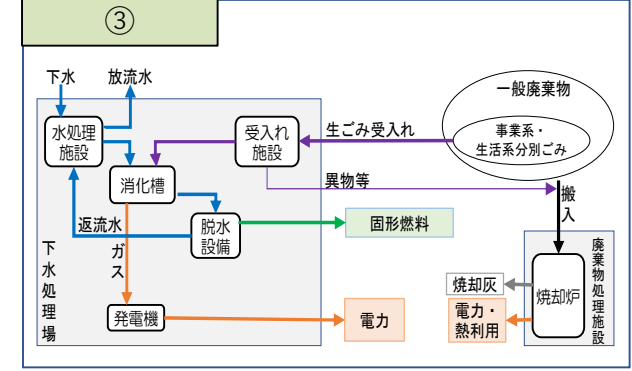 ③
下水
放流水
一般廃棄物
水処理
施設
受入れ
施設
生ごみ受入れ
事業系・
生活系分別ごみ
消化槽
異物等
搬入
返流水
脱水
設備
固形燃料
ガス
下水処理場
廃棄物処理施設
焼却灰
焼却炉
発電機
電力
電力・
熱利用